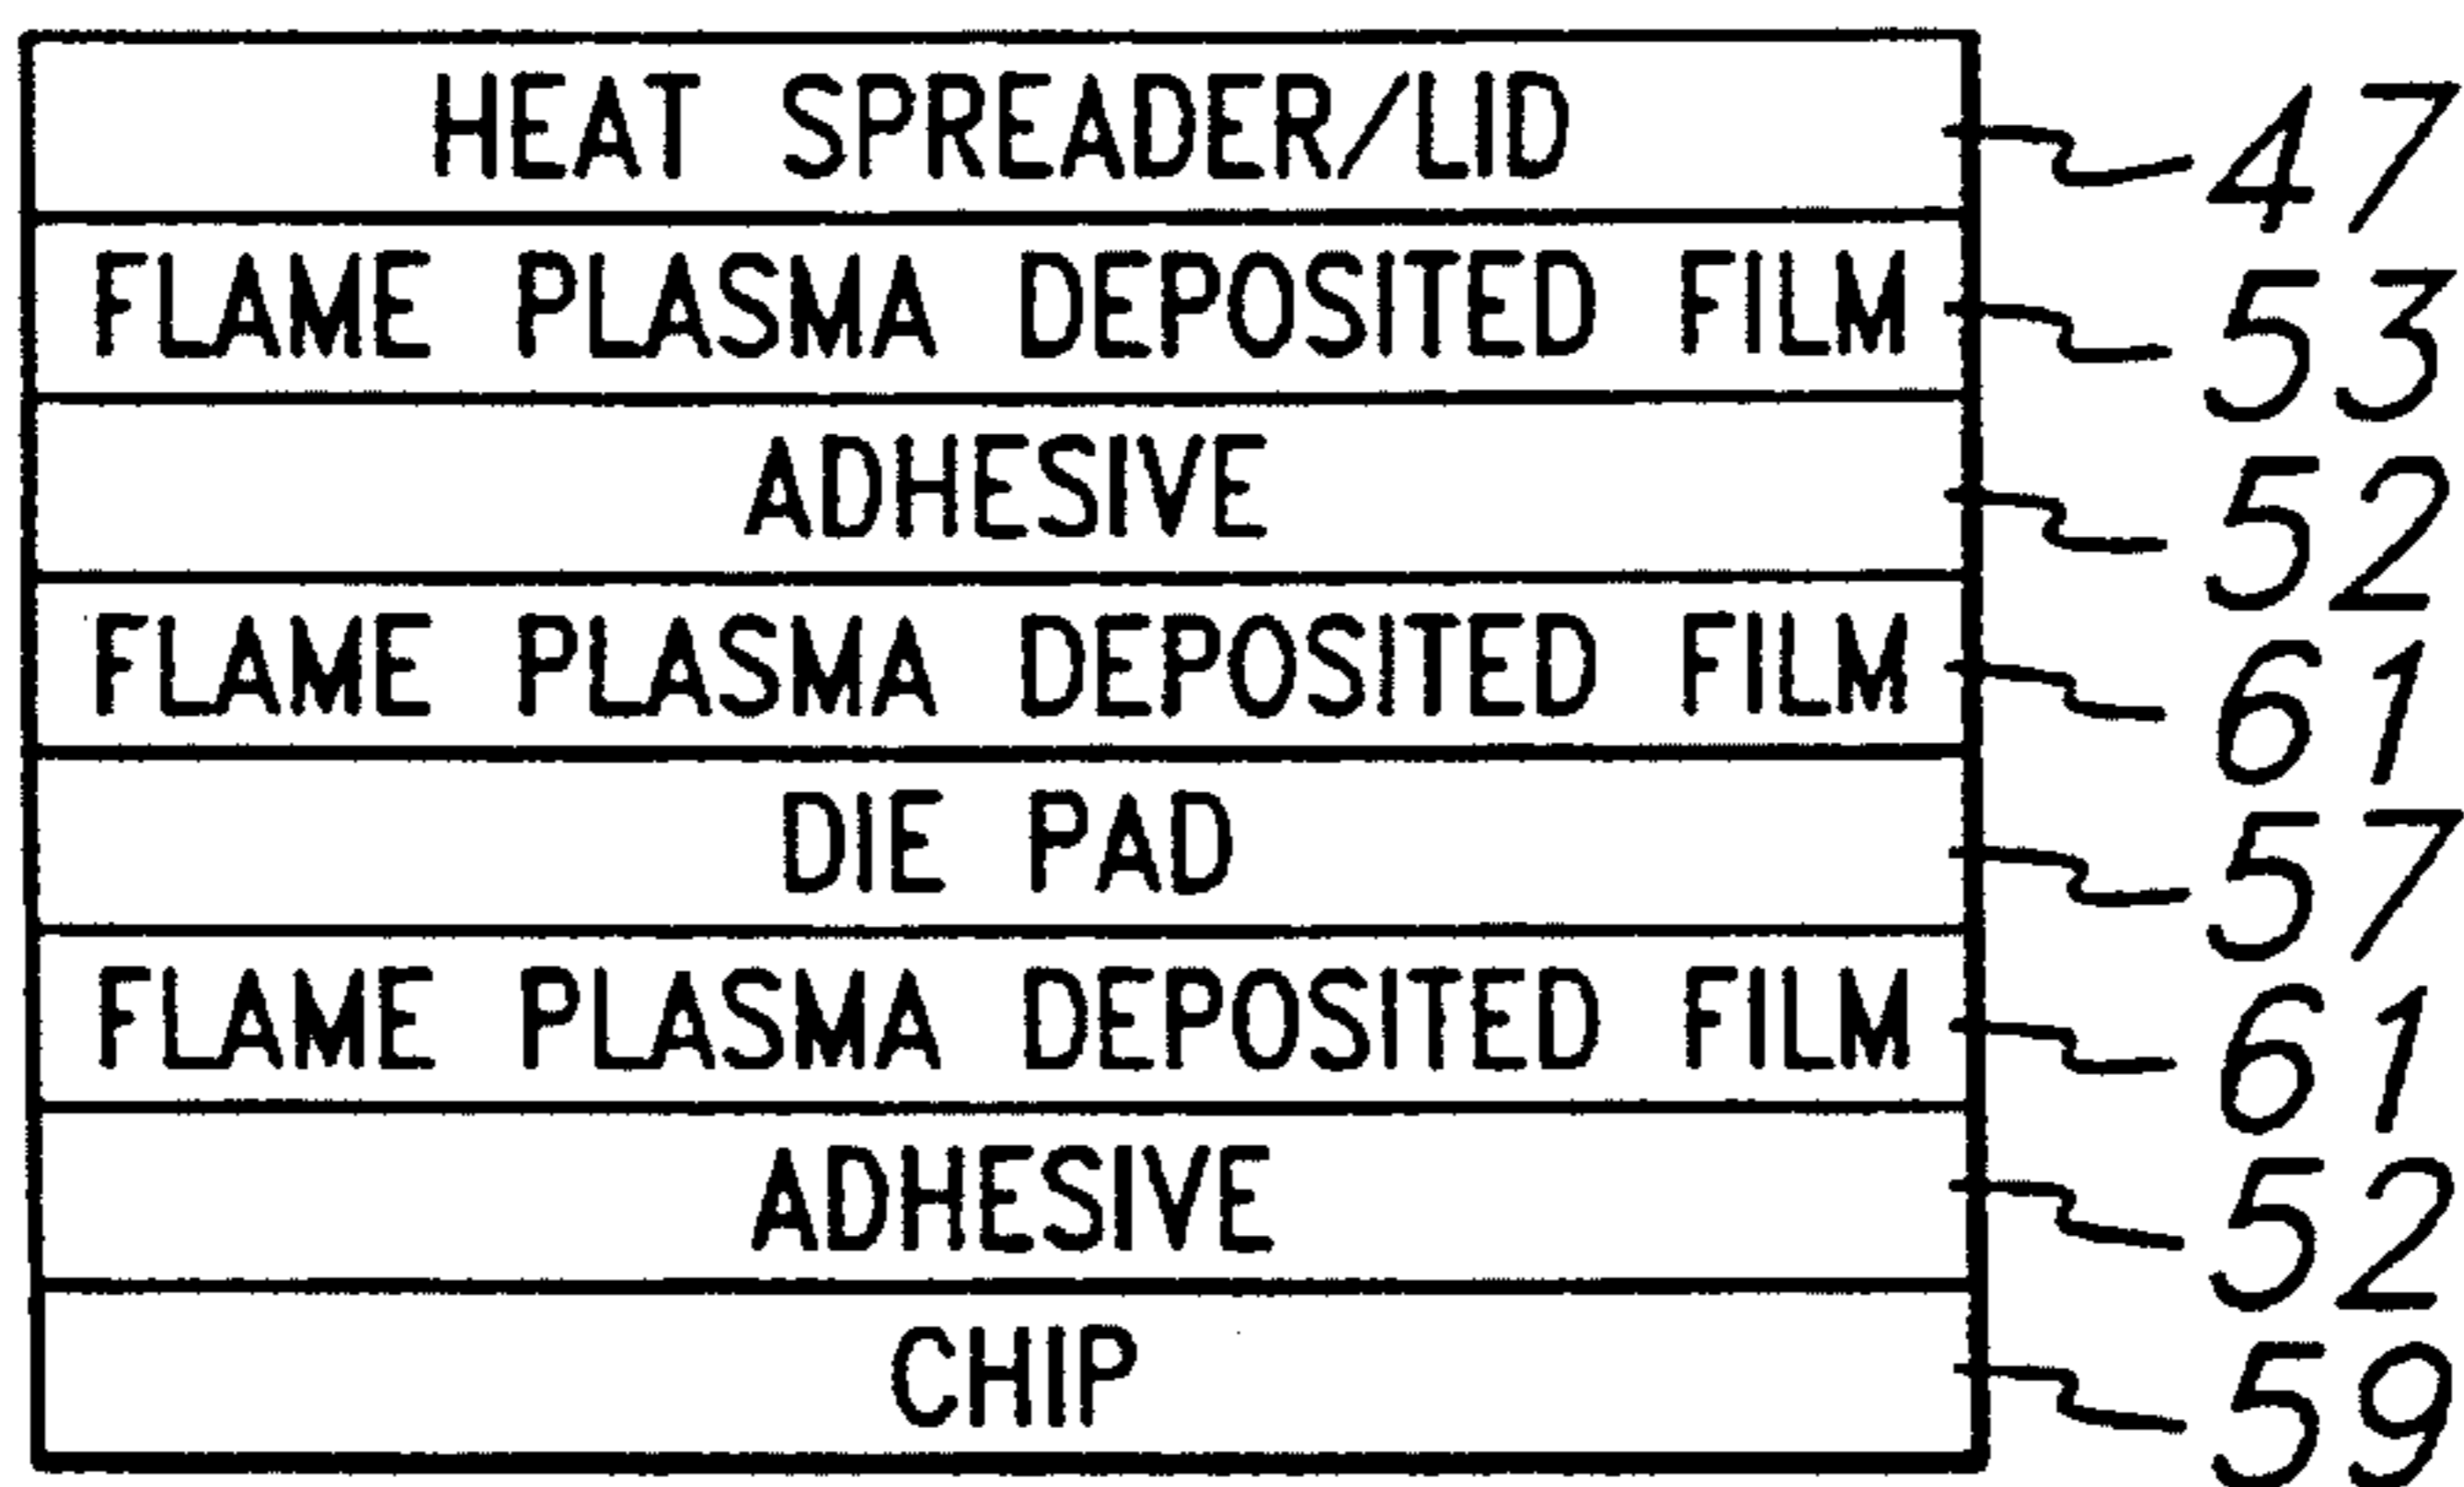 HEAT SPREADER/LID 47
FLAME PLASMA DEPOSITED FILM 53
ADHESIVE 52
FLAME PLASMA DEPOSITED FILM 61
DIE PAD 57
FLAME PLASMA DEPOSITED FILM 61
ADHESIVE 52
CHIP 59